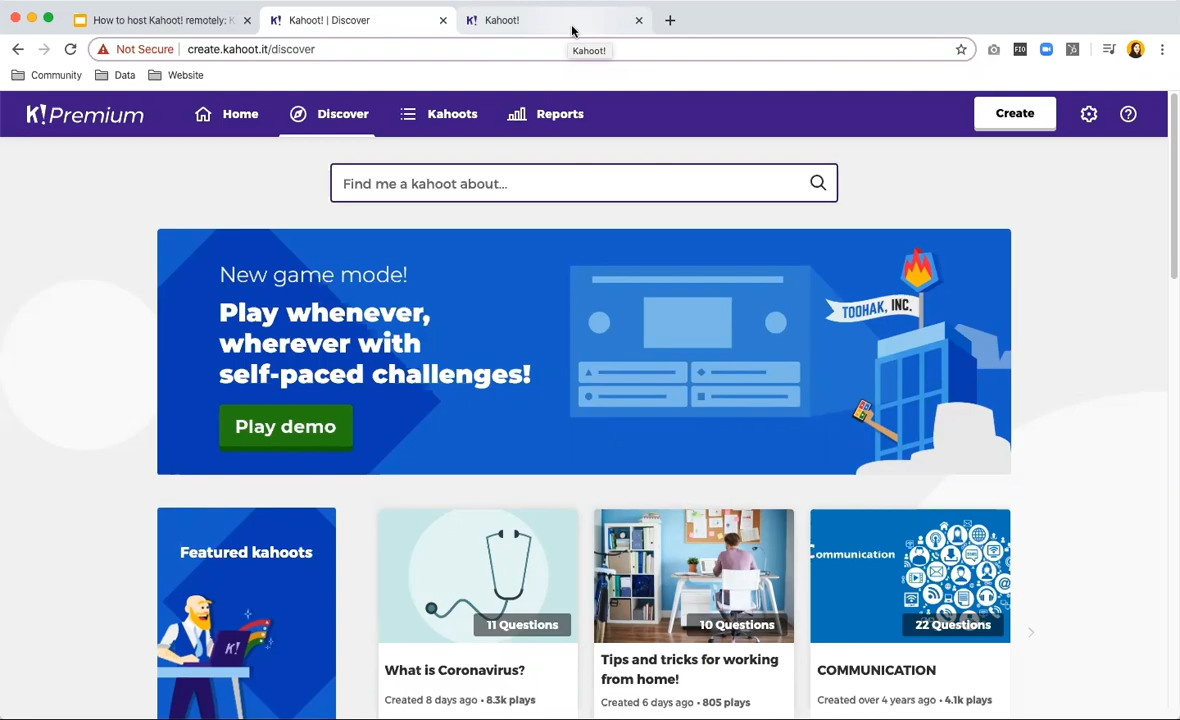 How to host Kahoot! remotely: K
K! Kahoot! | Discover
K! Kahoot!
Not Secure | create.kahoot.it/discover
Kahoot!
FIO
Community
Data
Website
K! Premium
Home
Discover
Kahoots
Reports
Create
Find me a kahoot about...
New game mode!
Play whenever,
wherever with
self-paced challenges!
Play demo
TOOHAK, INC.
Featured kahoots
K!
11 Questions
What is Coronavirus?
Created 8 days ago • 8.3k plays
10 Questions
Tips and tricks for working
from home!
Created 6 days ago • 805 plays
Communication
22 Questions
COMMUNICATION
Created over 4 years ago • 4.1k plays